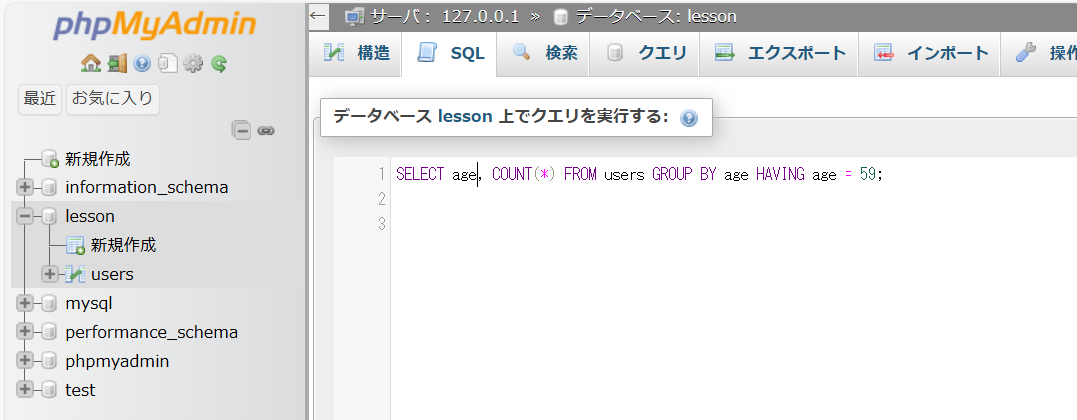 phpMyAdmin
最近 お気に入り
新規作成
information_schema
lesson
新規作成
users
mysql
performance_schema
phpmyadmin
test
← サーバ: 127.0.0.1 » データベース: lesson
構造 SQL 検索 クエリ エクスポート インポート 操作
データベース lesson 上でクエリを実行する:
1 SELECT age, COUNT(*) FROM users GROUP BY age HAVING age = 59;
2
3